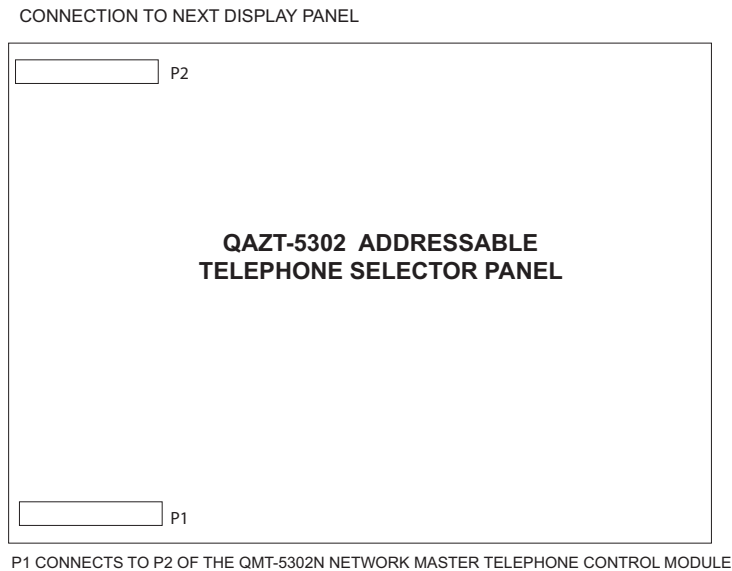 CONNECTION TO NEXT DISPLAY PANEL
P2
QAZT-5302 ADDRESSABLE
TELEPHONE SELECTOR PANEL
P1
P1 CONNECTS TO P2 OF THE QMT-5302N NETWORK MASTER TELEPHONE CONTROL MODULE